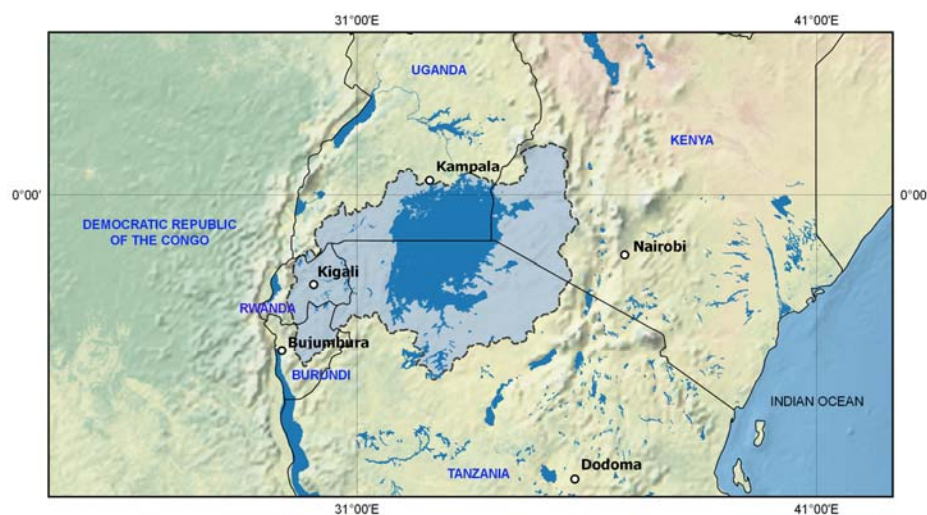 31°00'E 41°00'E
UGANDA
KENYA
Kampala
0°00' 0°00'
DEMOCRATIC REPUBLIC
OF THE CONGO
Nairobi
Kigali
RWANDA
Bujumbura
BURUNDI
INDIAN OCEAN
Dodoma
TANZANIA
31°00'E 41°00'E